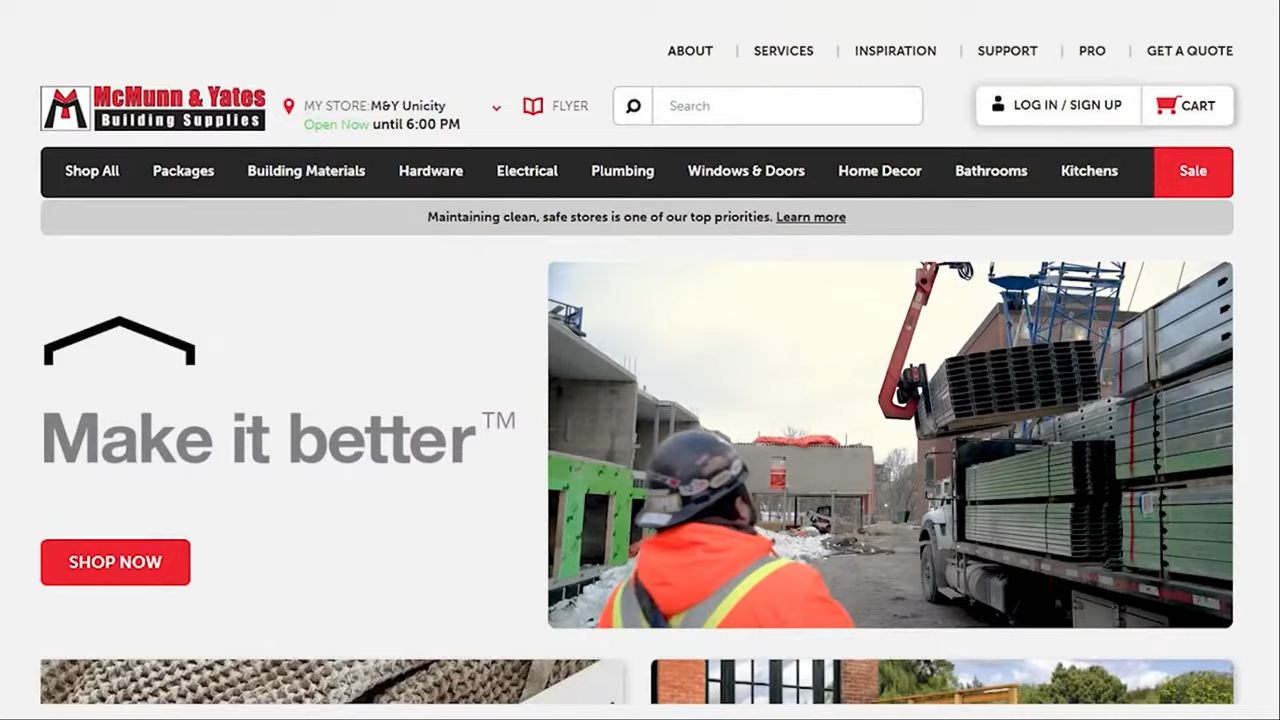 ABOUT | SERVICES | INSPIRATION | SUPPORT | PRO | GET A QUOTE
McMunn & Yates
Building Supplies
MY STORE:M&Y Unicity
Open Now until 6:00 PM
FLYER
Search
LOG IN / SIGN UP
CART
Shop All Packages Building Materials Hardware Electrical Plumbing Windows & Doors Home Decor Bathrooms Kitchens Sale
Maintaining clean, safe stores is one of our top priorities. Learn more
Make it better™
SHOP NOW